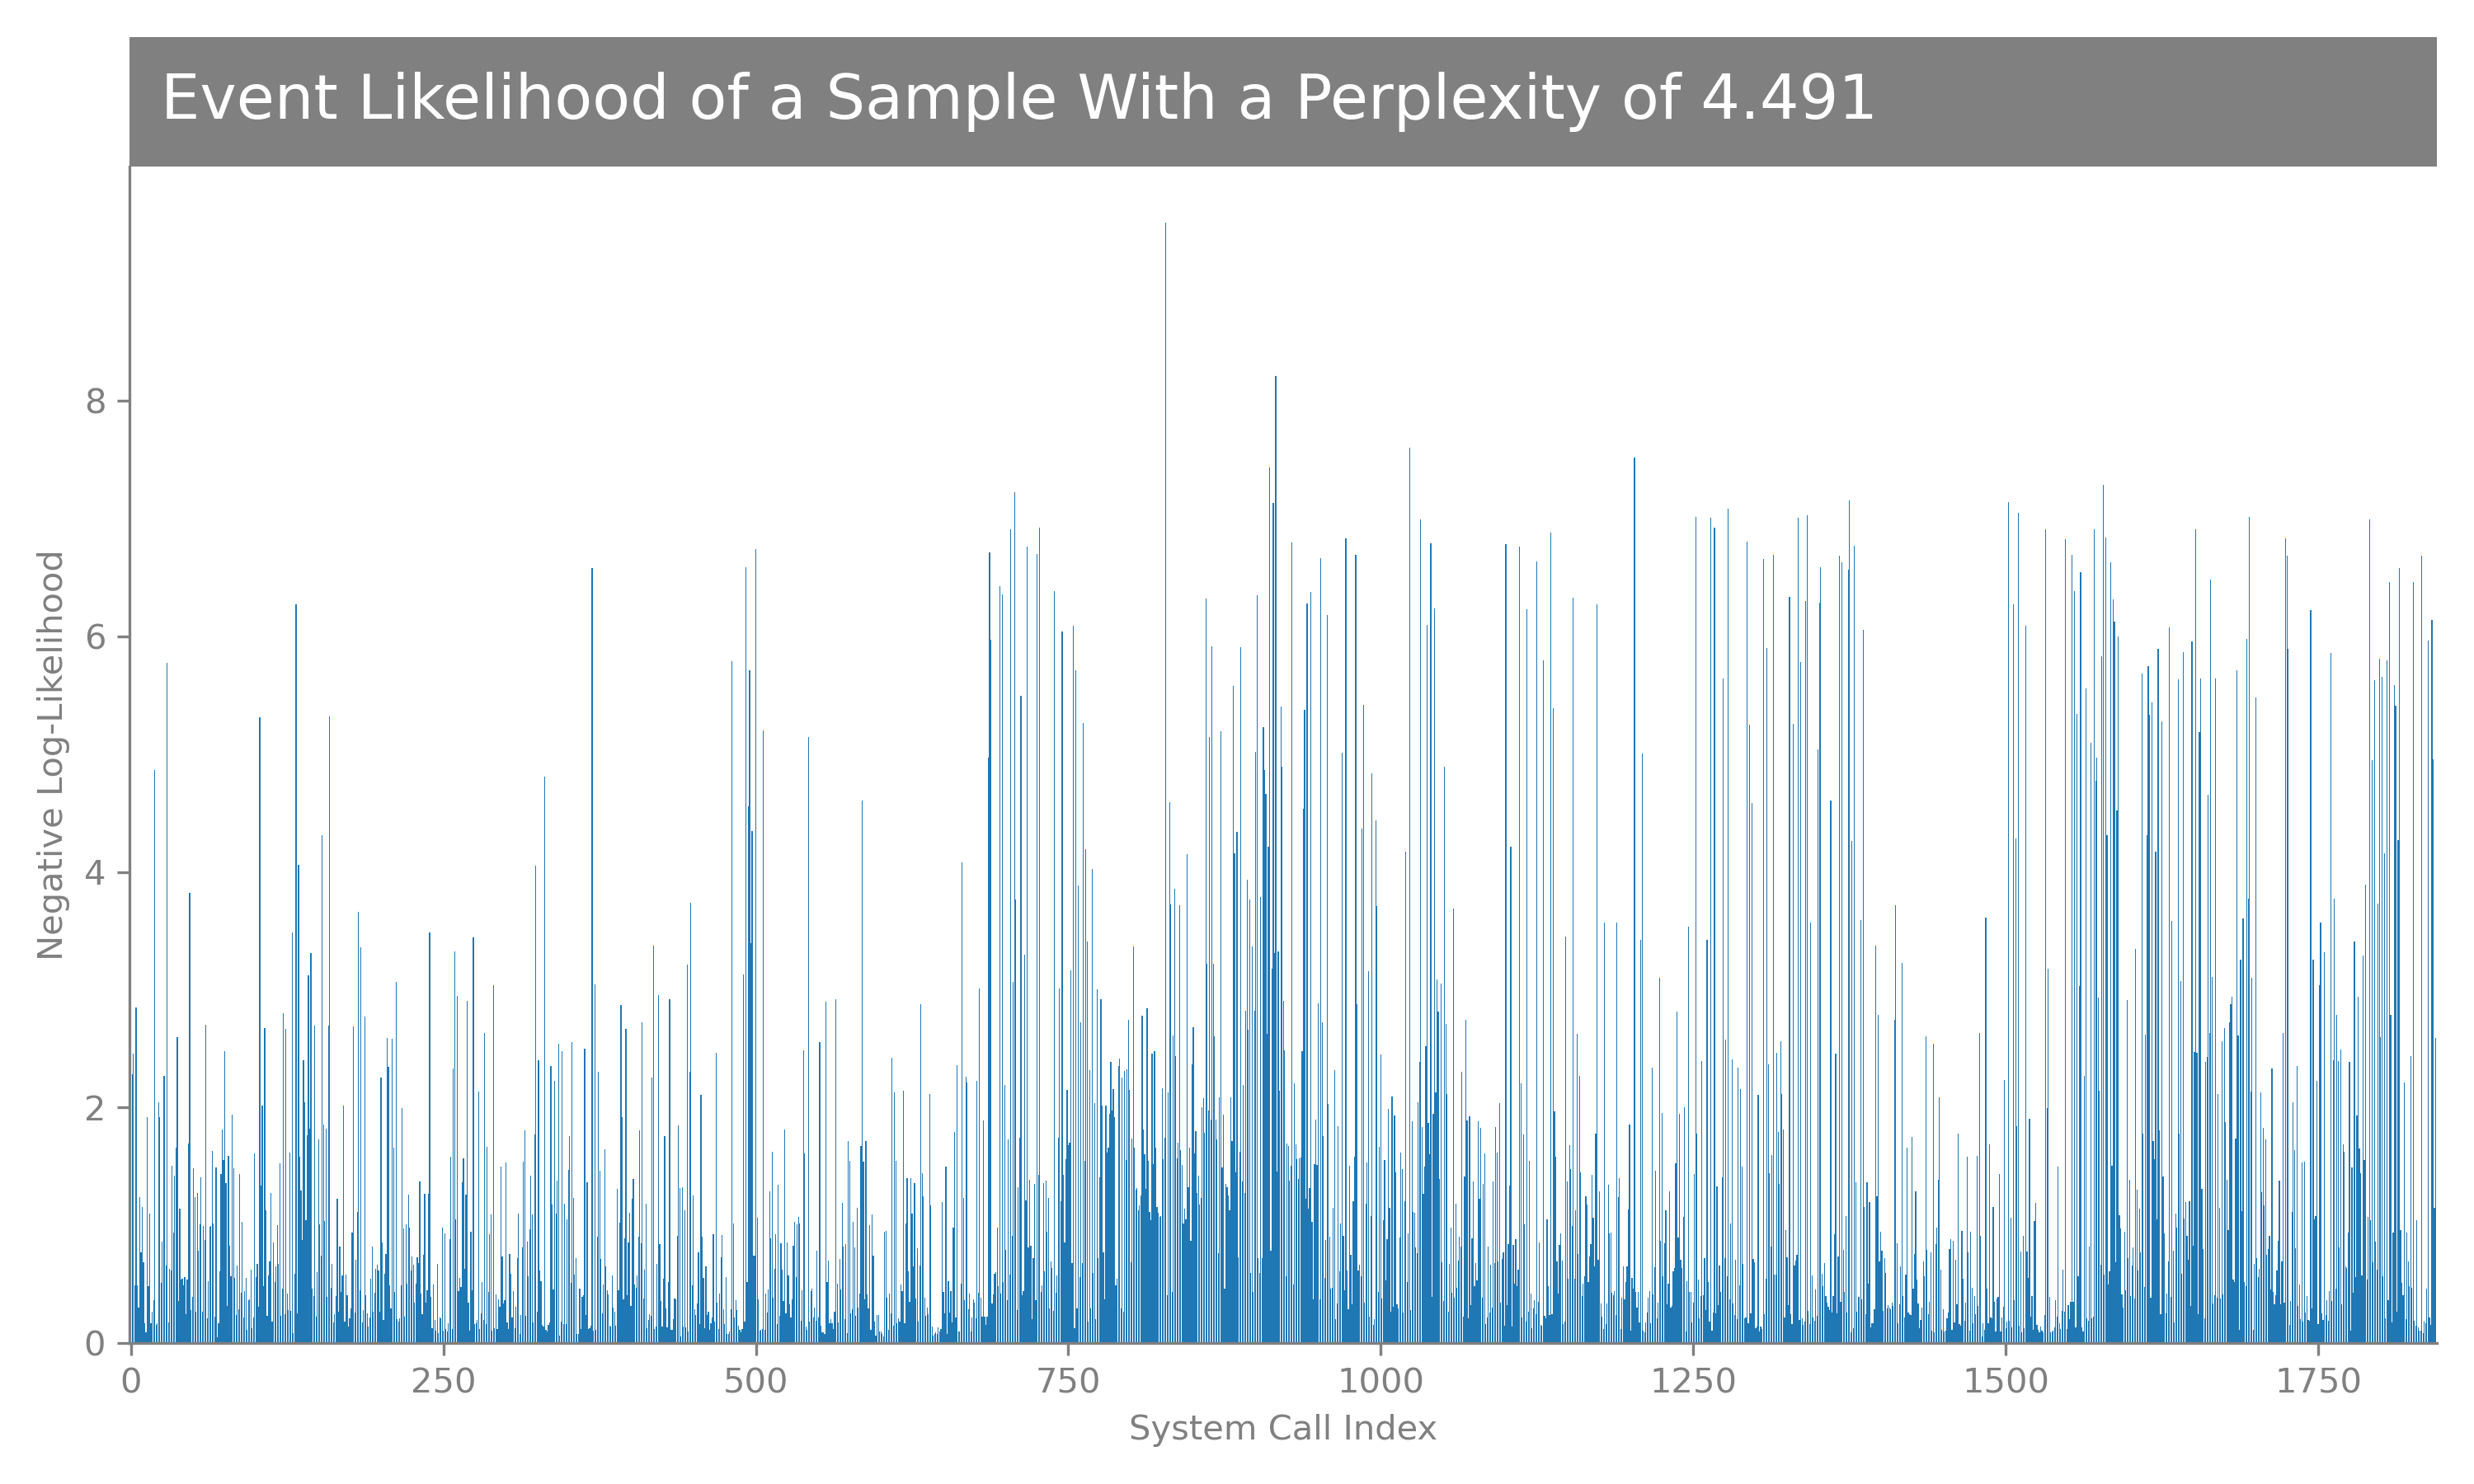 Event Likelihood of a Sample With a Perplexity of 4.491
Negative Log-Likelihood
8
6
4
2
0
0 250 500 750 1000 1250 1500 1750
System Call Index